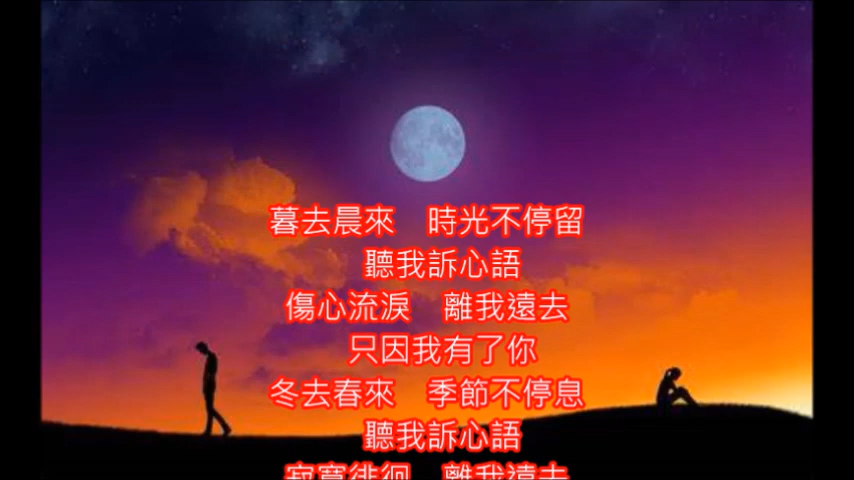 暮去晨來　時光不停留
聽我訴心語
傷心流淚　離我遠去
只因我有了你
冬去春來　季節不停息
聽我訴心語
寂寞徘徊　離我遠去